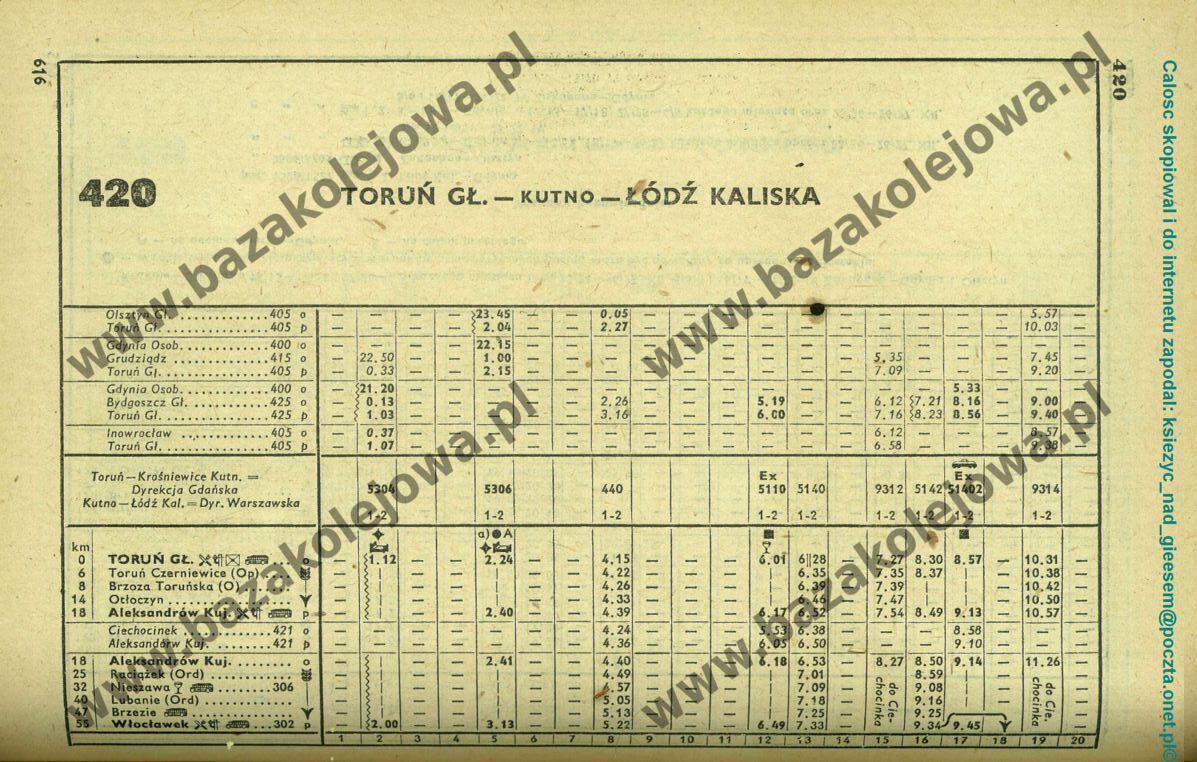 616
420
420
TORUŃ GŁ. — KUTNO — ŁÓDŹ KALISKA
Olsztyn Gł. 405 o — — — — 23.45 — — 0.05 — — — — — — — — — — 5.57 —
Toruń Gł. 405 p — — — — 2.04 — — 2.27 — — — — — — — — — — 10.03 —
Gdynia Osob. 400 o — — — — 22.15 — — — — — — — — — — — — — — —
Grudziądz 415 o — 22.50 — — 1.00 — — — — — — — — — 5.35 — — — 7.45 —
Toruń Gł. 405 p — 0.33 — — 2.15 — — — — — — — — — 7.09 — — — 9.20 —
Gdynia Osob. 400 o — 21.20 — — — — — — — — — — — — — — 5.33 — — —
Bydgoszcz Gł. 425 o — 0.13 — — — — — 2.26 — — — 5.19 — — 6.12 7.21 8.16 — 9.00 —
Toruń Gł. 425 p — 1.03 — — — — — 3.16 — — — 6.00 — — 7.16 8.23 8.56 — 9.40 —
Inowrocław 405 o — 0.37 — — — — — — — — — — — — 6.12 — — — 8.57 —
Toruń Gł. 405 p — 1.07 — — — — — — — — — — — — 6.58 — — — 9.38 —
Toruń—Krośniewice Kutn. =
Dyrekcja Gdańska
Kutno—Łódź Kal. = Dyr. Warszawska
Ex Ex
5304 5306 440 5110 5140 9312 5142 51402 9314
1-2 1-2 1-2 1-2 1-2 1-2 1-2 1-2 1-2
a) A
km
0 TORUŃ GŁ. o 1.12 2.24 4.15 6.01 6 28 7.27 8.30 8.57 10.31
6 Toruń Czerniewice (Op) 4.22 6.35 7.35 8.37 10.38
8 Brzoza Toruńska (O) 4.26 6.39 7.39 10.42
14 Otłoczyn 4.33 6.46 7.47 10.50
18 Aleksandrów Kuj. p 2.40 4.39 6.17 6.52 7.54 8.49 9.13 10.57
Ciechocinek 421 o 4.24 5.53 6.38 8.58
Aleksandrów Kuj. 421 p 4.36 6.05 6.50 9.10
18 Aleksandrów Kuj. o 2.41 4.40 6.18 6.53 8.27 8.50 9.14 11.26
25 Raciążek (Ord) 4.49 7.01 8.59
32 Nieszawa 306 4.57 7.09 9.08
40 Lubanie (Ord) 5.05 7.18 9.16
47 Brzezie 5.13 7.25 9.25
55 Włocławek 302 p 2.00 3.13 5.22 6.49 7.33 9.34 9.45
do Cie-
chocinka
do Cie.
chocinka
1 2 3 4 5 6 7 8 9 10 11 12 13 14 15 16 17 18 19 20
www.bazakolejowa.pl
www.bazakolejowa.pl
www.bazakolejowa.pl
www.bazakolejowa.pl
Calosc skopiowal i do internetu zapodal: ksiezyc_nad_gieesem@poczta.onet.pl©